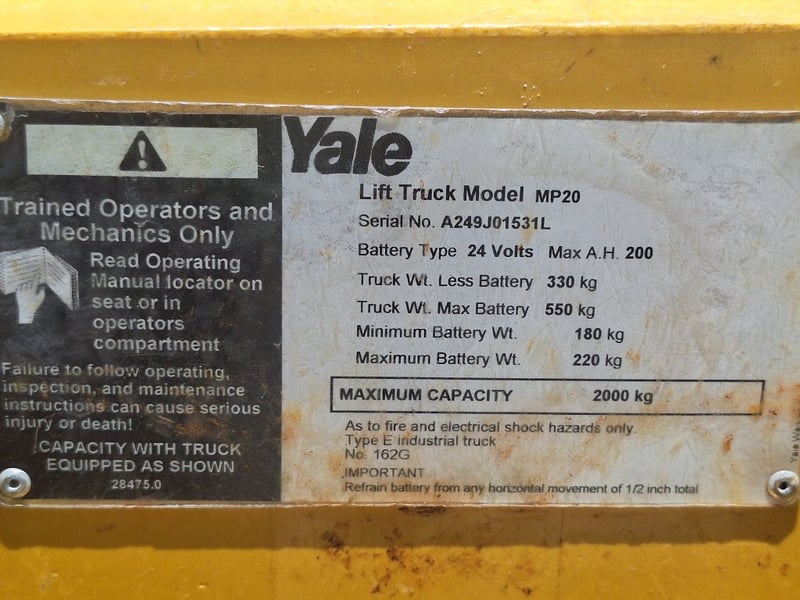 Trained Operators and
Mechanics Only
Read Operating
Manual locator on
seat or in
operators
compartment
Failure to follow operating,
inspection, and maintenance
instructions can cause serious
injury or death!
CAPACITY WITH TRUCK
EQUIPPED AS SHOWN
28475.0
Yale
Lift Truck Model MP20
Serial No. A249J01531L
Battery Type 24 Volts Max A.H. 200
Truck Wt. Less Battery 330 kg
Truck Wt. Max Battery 550 kg
Minimum Battery Wt. 180 kg
Maximum Battery Wt. 220 kg
MAXIMUM CAPACITY 2000 kg
As to fire and electrical shock hazards only.
Type E industrial truck
No. 162G
IMPORTANT
Refrain battery from any horizontal movement of 1/2 inch total